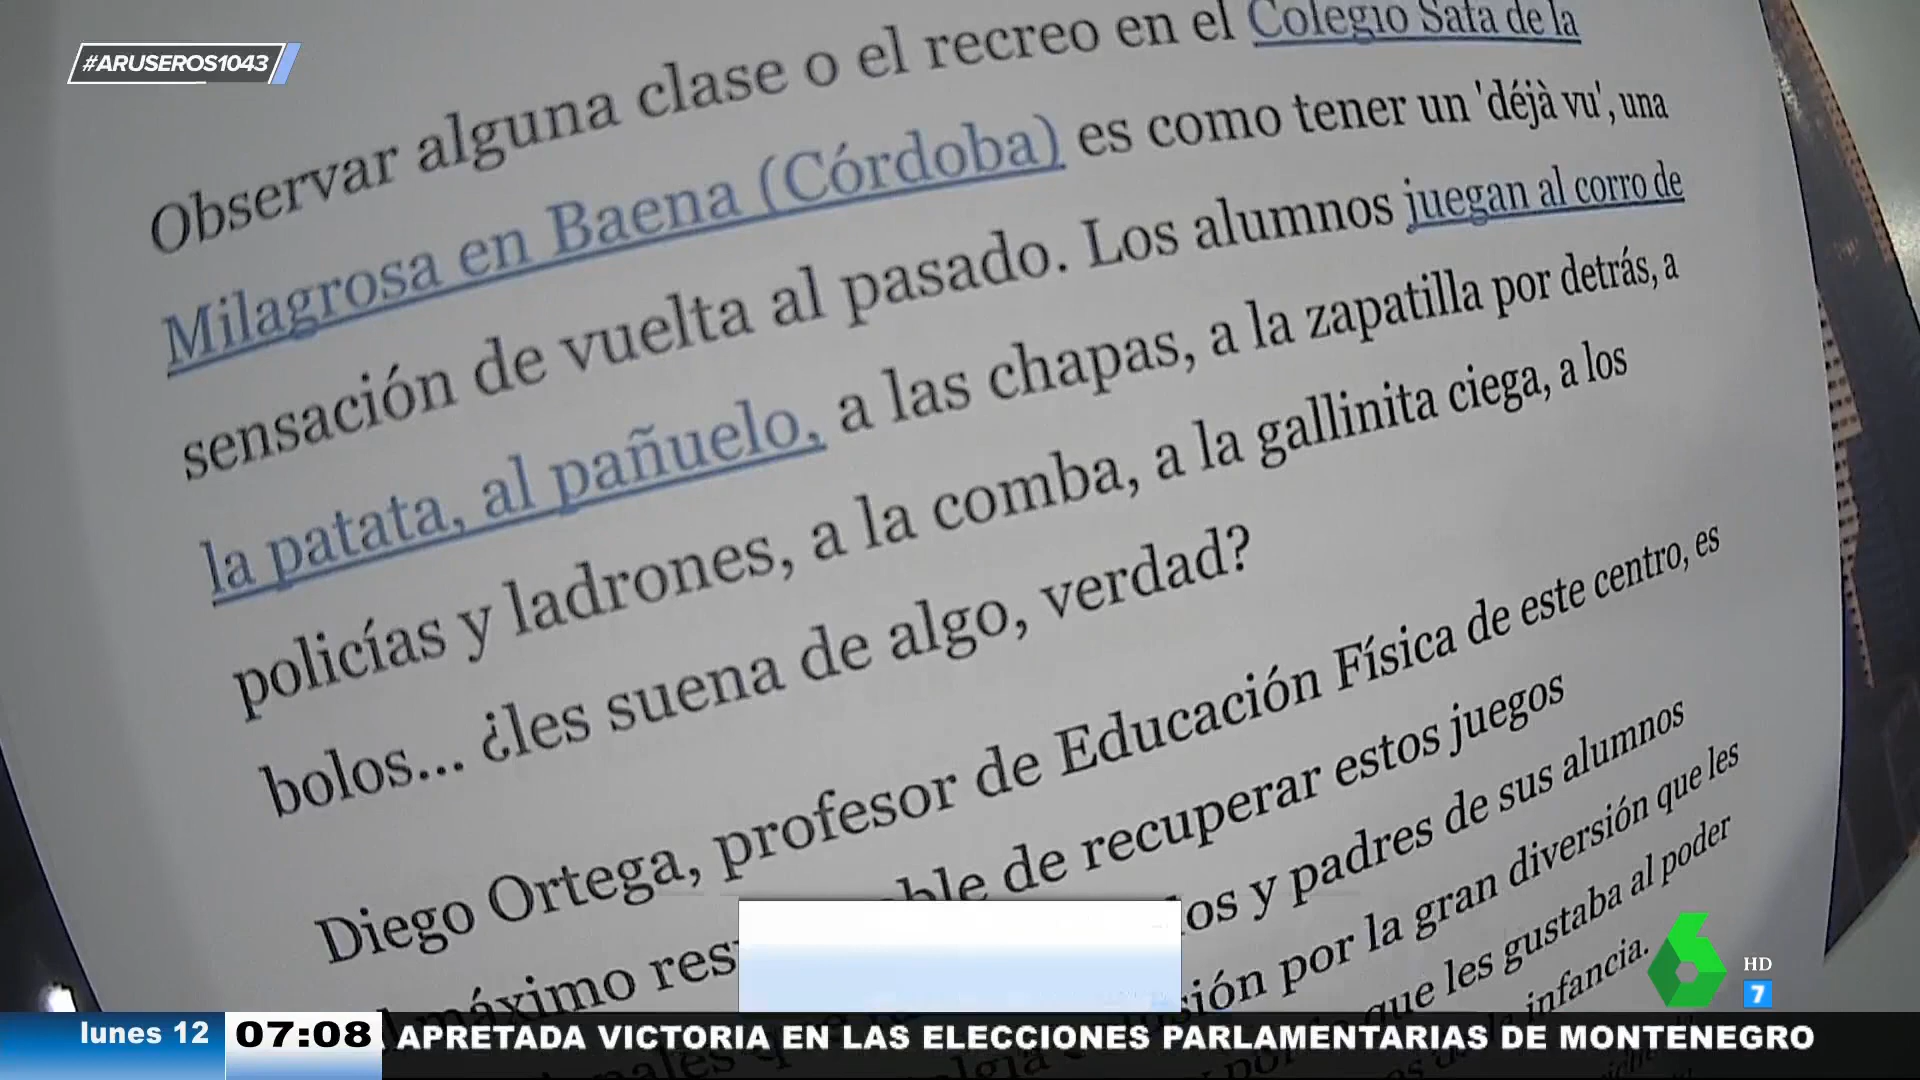 #ARUSEROS1043
Observar alguna clase o el recreo en el Colegio Safa de la
Milagrosa en Baena (Córdoba) es como tener un 'déjà vu', una
sensación de vuelta al pasado. Los alumnos juegan al corro de
la patata, al pañuelo, a las chapas, a la zapatilla por detrás, a
policías y ladrones, a la comba, a la gallinita ciega, a los
bolos... ¿les suena de algo, verdad?
Diego Ortega, profesor de Educación Física de este centro, es
máximo de recuperar estos juegos
y padres de sus alumnos
por la gran diversión que les
que les gustaba al poder
infancia.
6
HD
7
lunes 12
07:08
APRETADA VICTORIA EN LAS ELECCIONES PARLAMENTARIAS DE MONTENEGRO